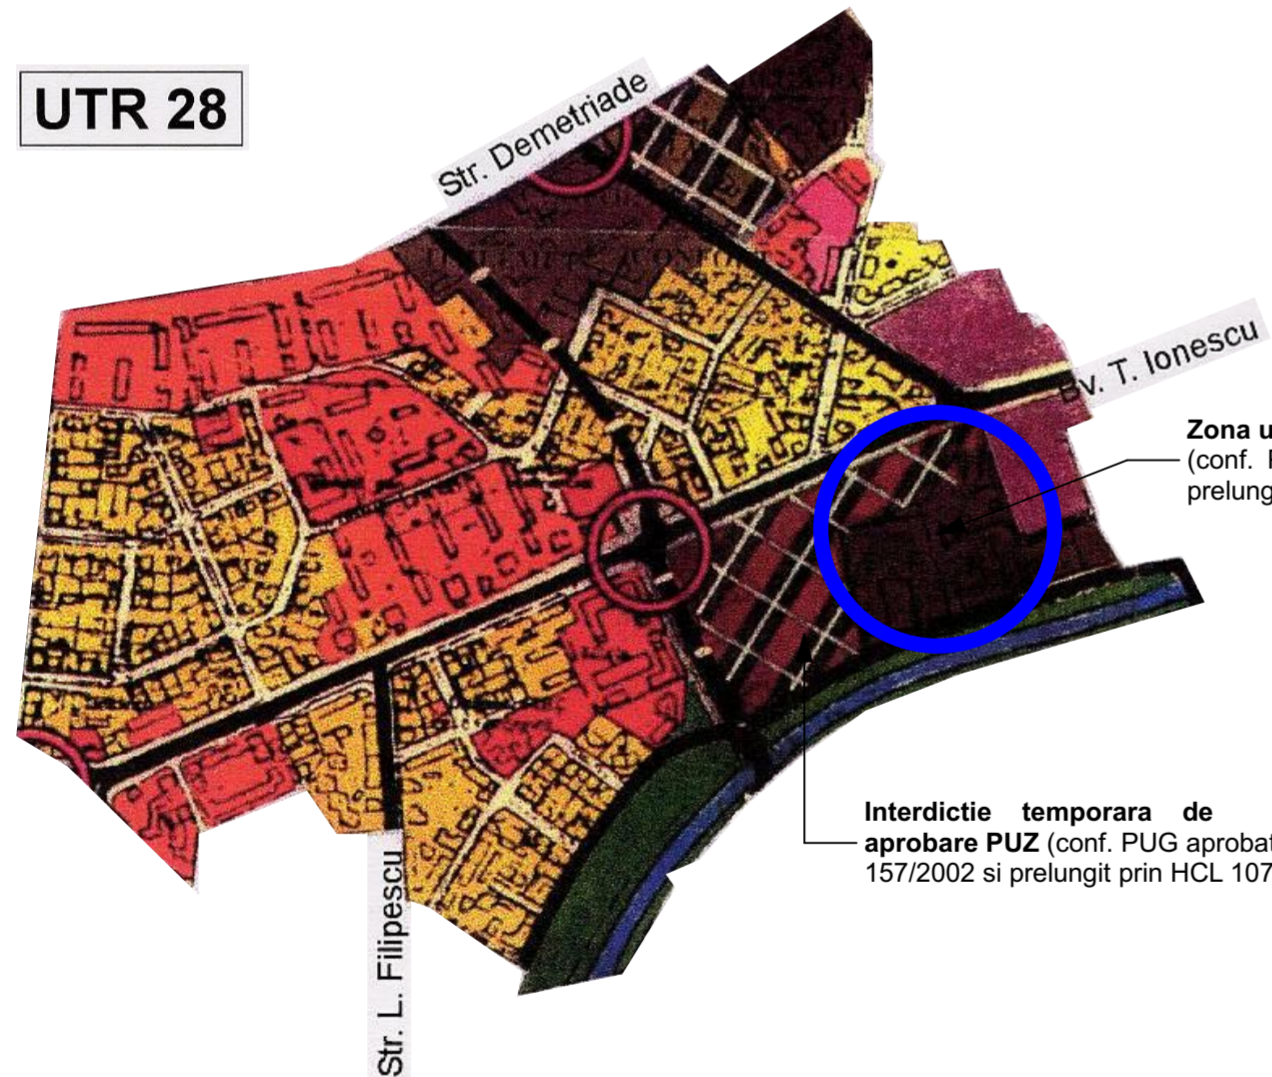 UTR 28
Str. Demetriade
Bv. T. Ionescu
Zona u
(conf. P
prelung
Interdictie temporara de
aprobare PUZ (conf. PUG aprobat
157/2002 si prelungit prin HCL 107
Str. L. Filipescu